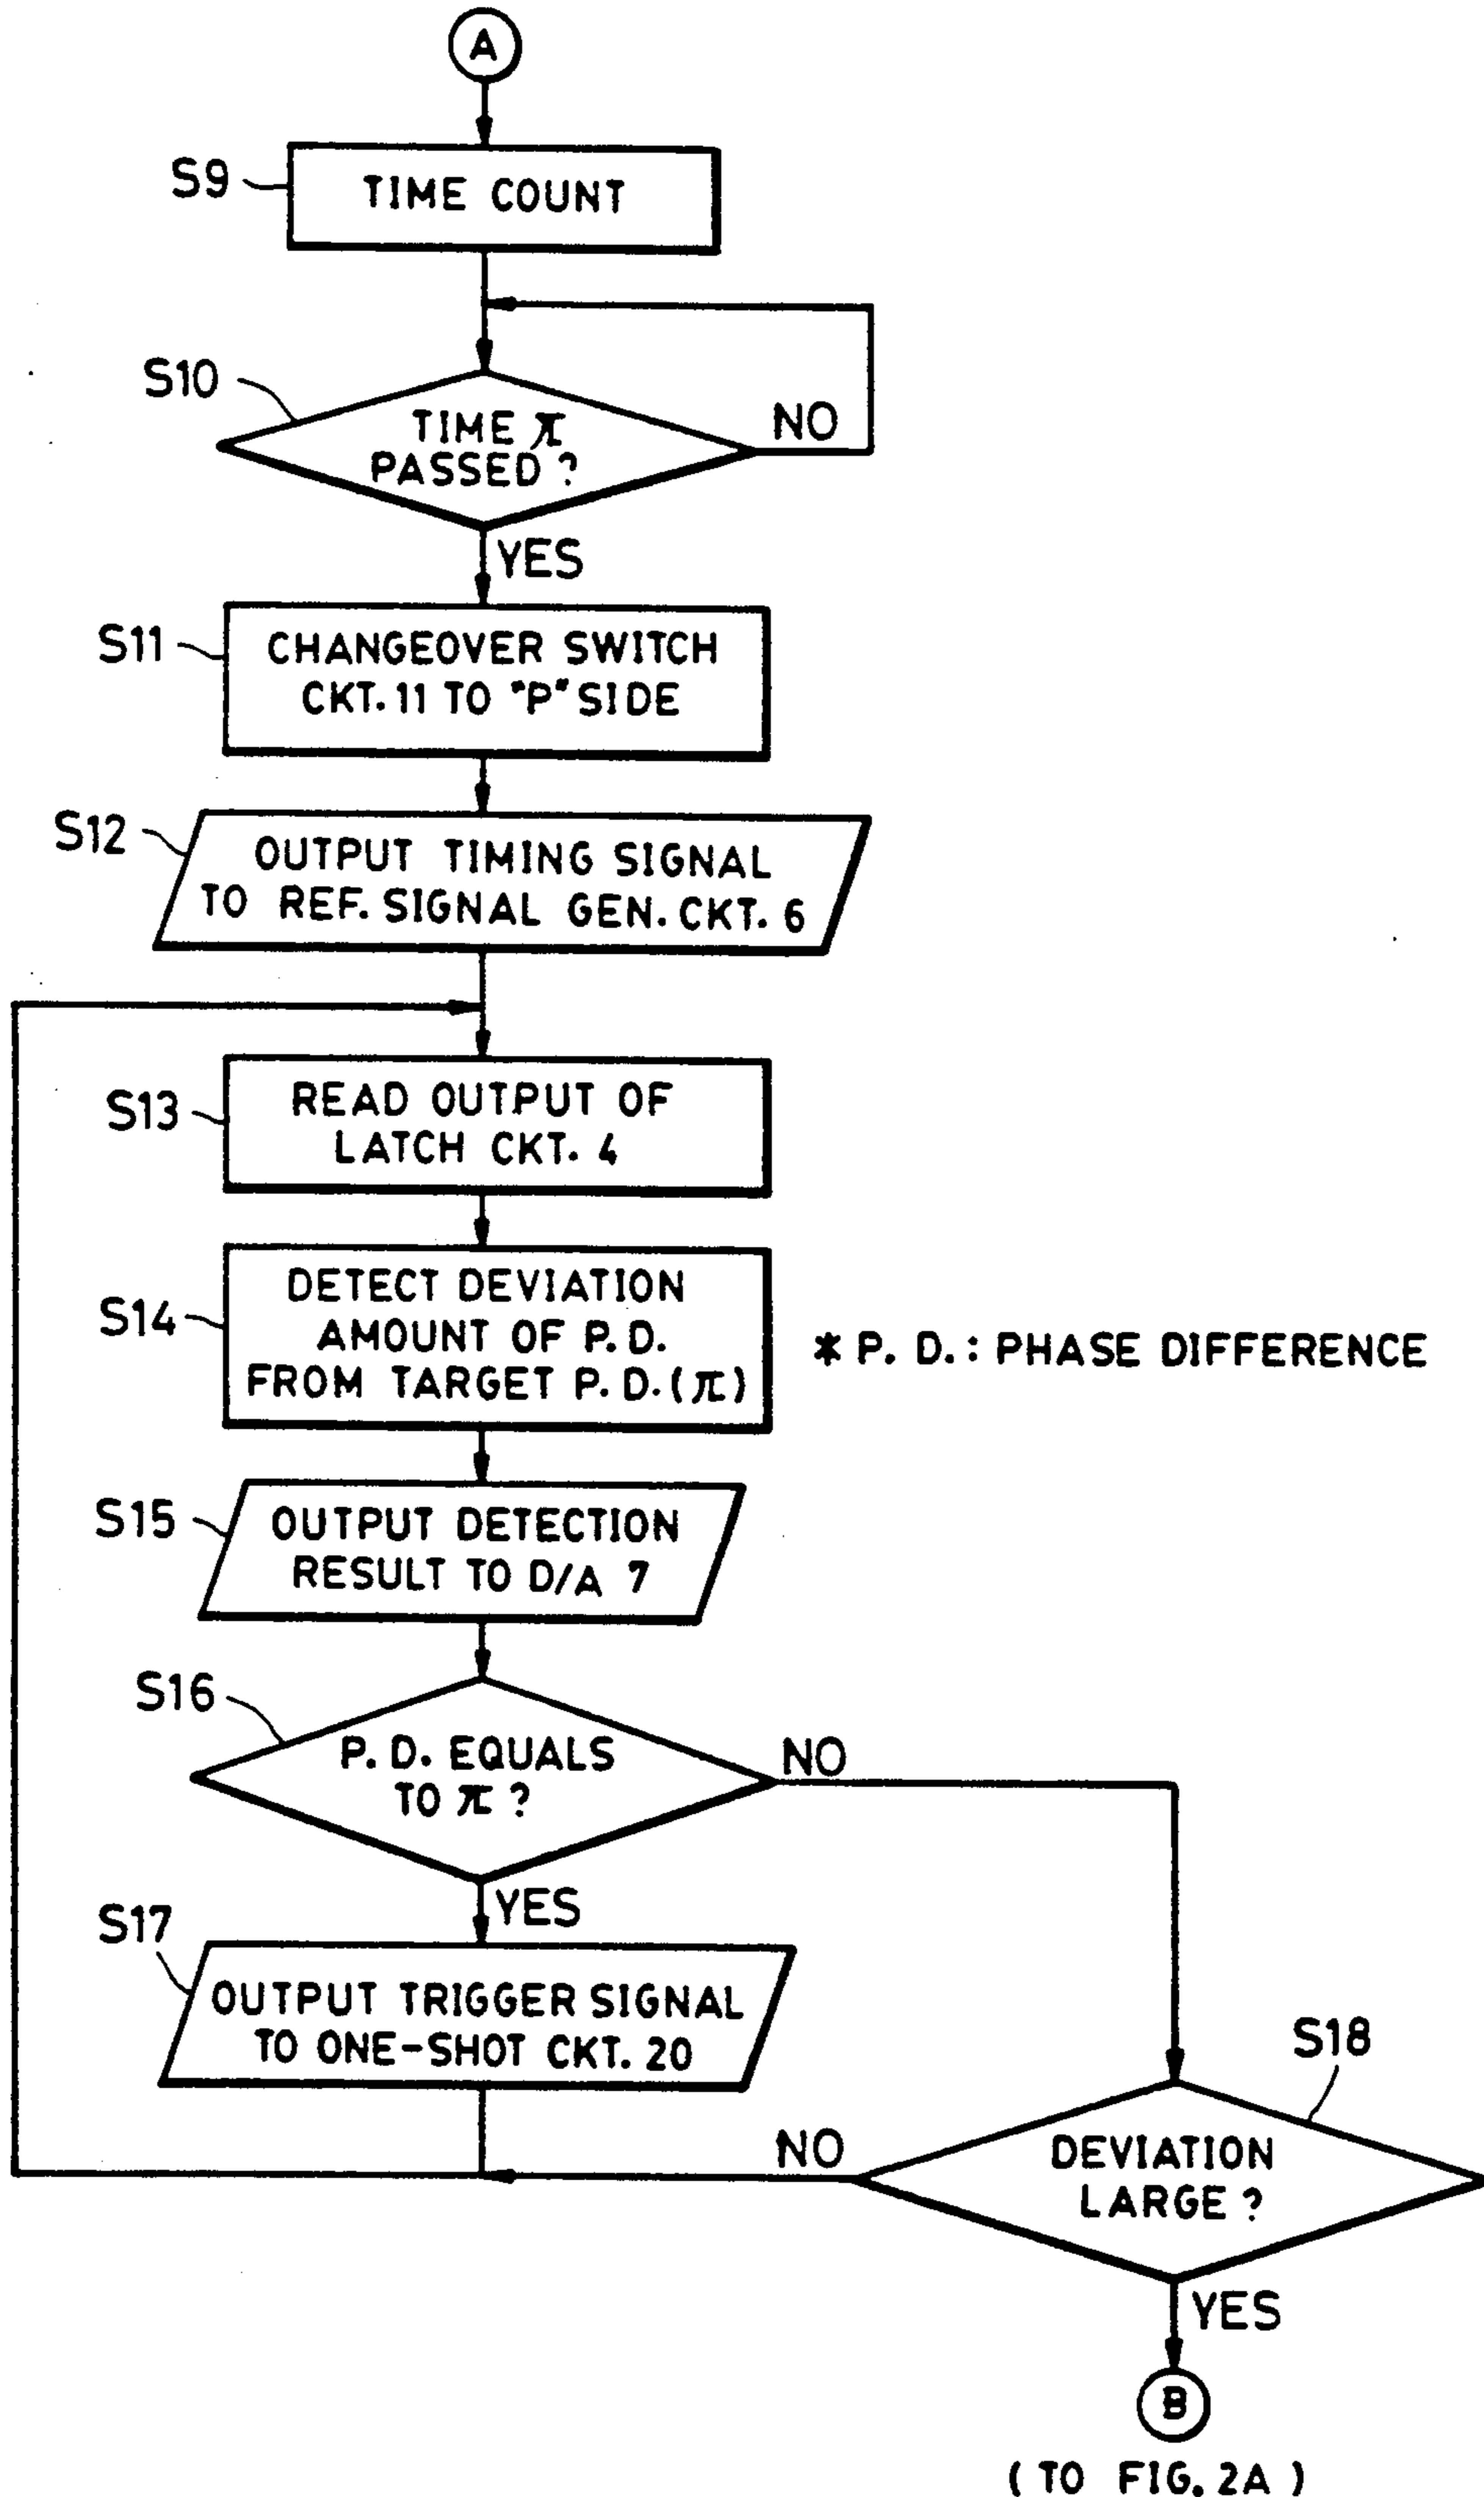 A
S9
TIME COUNT
S10
TIME π
PASSED ?
NO
YES
S11
CHANGEOVER SWITCH
CKT. 11 TO "P" SIDE
S12
OUTPUT TIMING SIGNAL
TO REF. SIGNAL GEN. CKT. 6
S13
READ OUTPUT OF
LATCH CKT. 4
S14
DETECT DEVIATION
AMOUNT OF P. D.
FROM TARGET P. D. (π)
* P. D. : PHASE DIFFERENCE
S15
OUTPUT DETECTION
RESULT TO D/A 7
S16
P. D. EQUALS
TO π ?
NO
YES
S17
OUTPUT TRIGGER SIGNAL
TO ONE-SHOT CKT. 20
S18
DEVIATION
LARGE ?
NO
YES
B
( TO FIG. 2A )